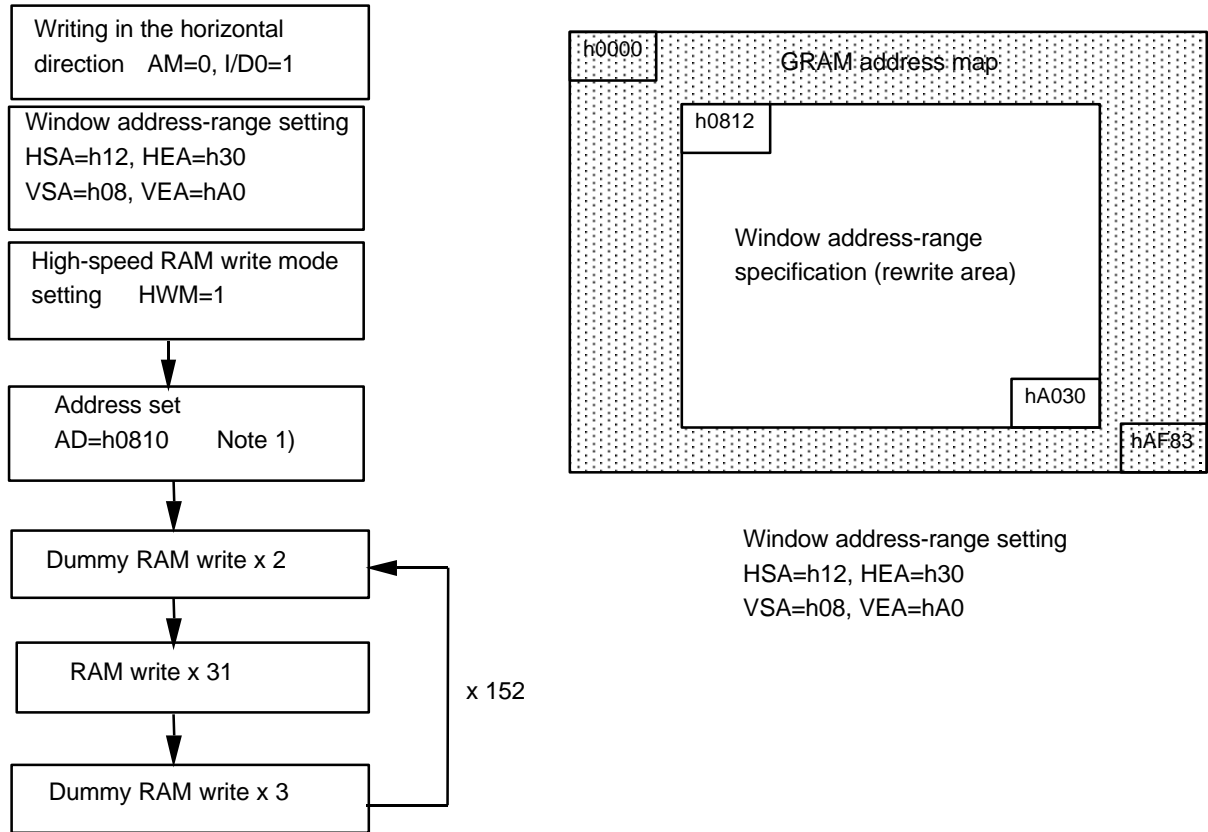 Writing in the horizontal
direction AM=0, I/D0=1
Window address-range setting
HSA=h12, HEA=h30
VSA=h08, VEA=hA0
High-speed RAM write mode
setting HWM=1
Address set
AD=h0810 Note 1)
Dummy RAM write x 2
RAM write x 31
Dummy RAM write x 3
x 152
h0000
GRAM address map
h0812
Window address-range
specification (rewrite area)
hA030
hAF83
Window address-range setting
HSA=h12, HEA=h30
VSA=h08, VEA=hA0